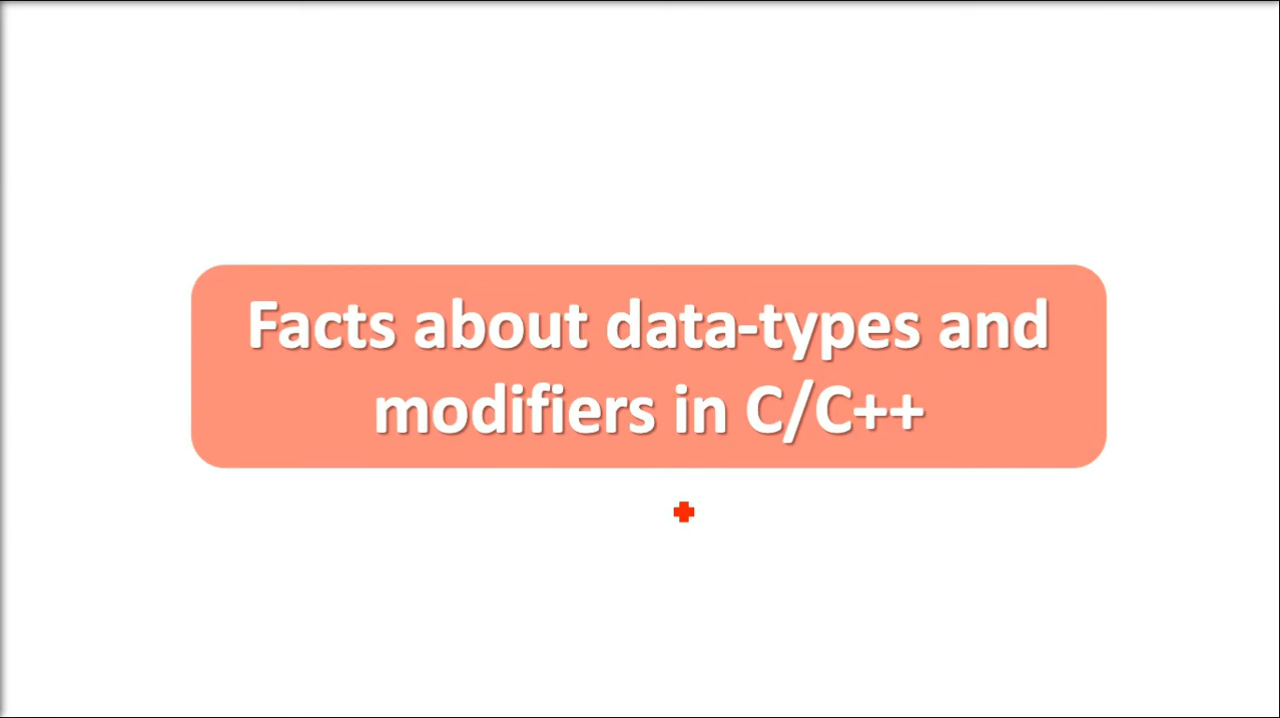 Facts about data-types and
modifiers in C/C++